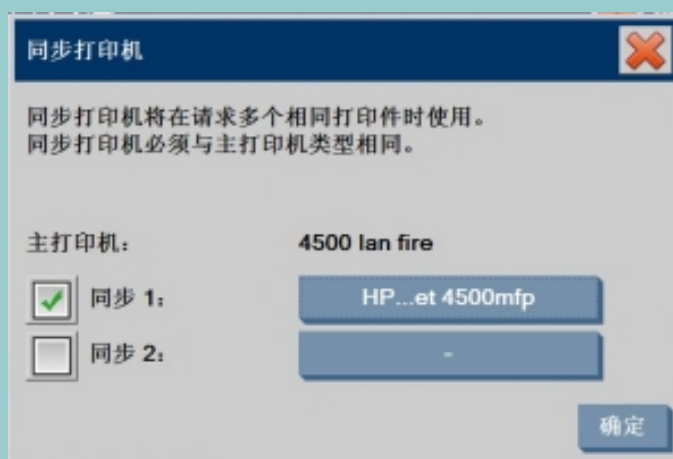 同步打印机
同步打印机将在请求多个相同打印件时使用。
同步打印机必须与主打印机类型相同。
主打印机： 4500 lan fire
同步 1： HP...et 4500mfp
同步 2： -
确定